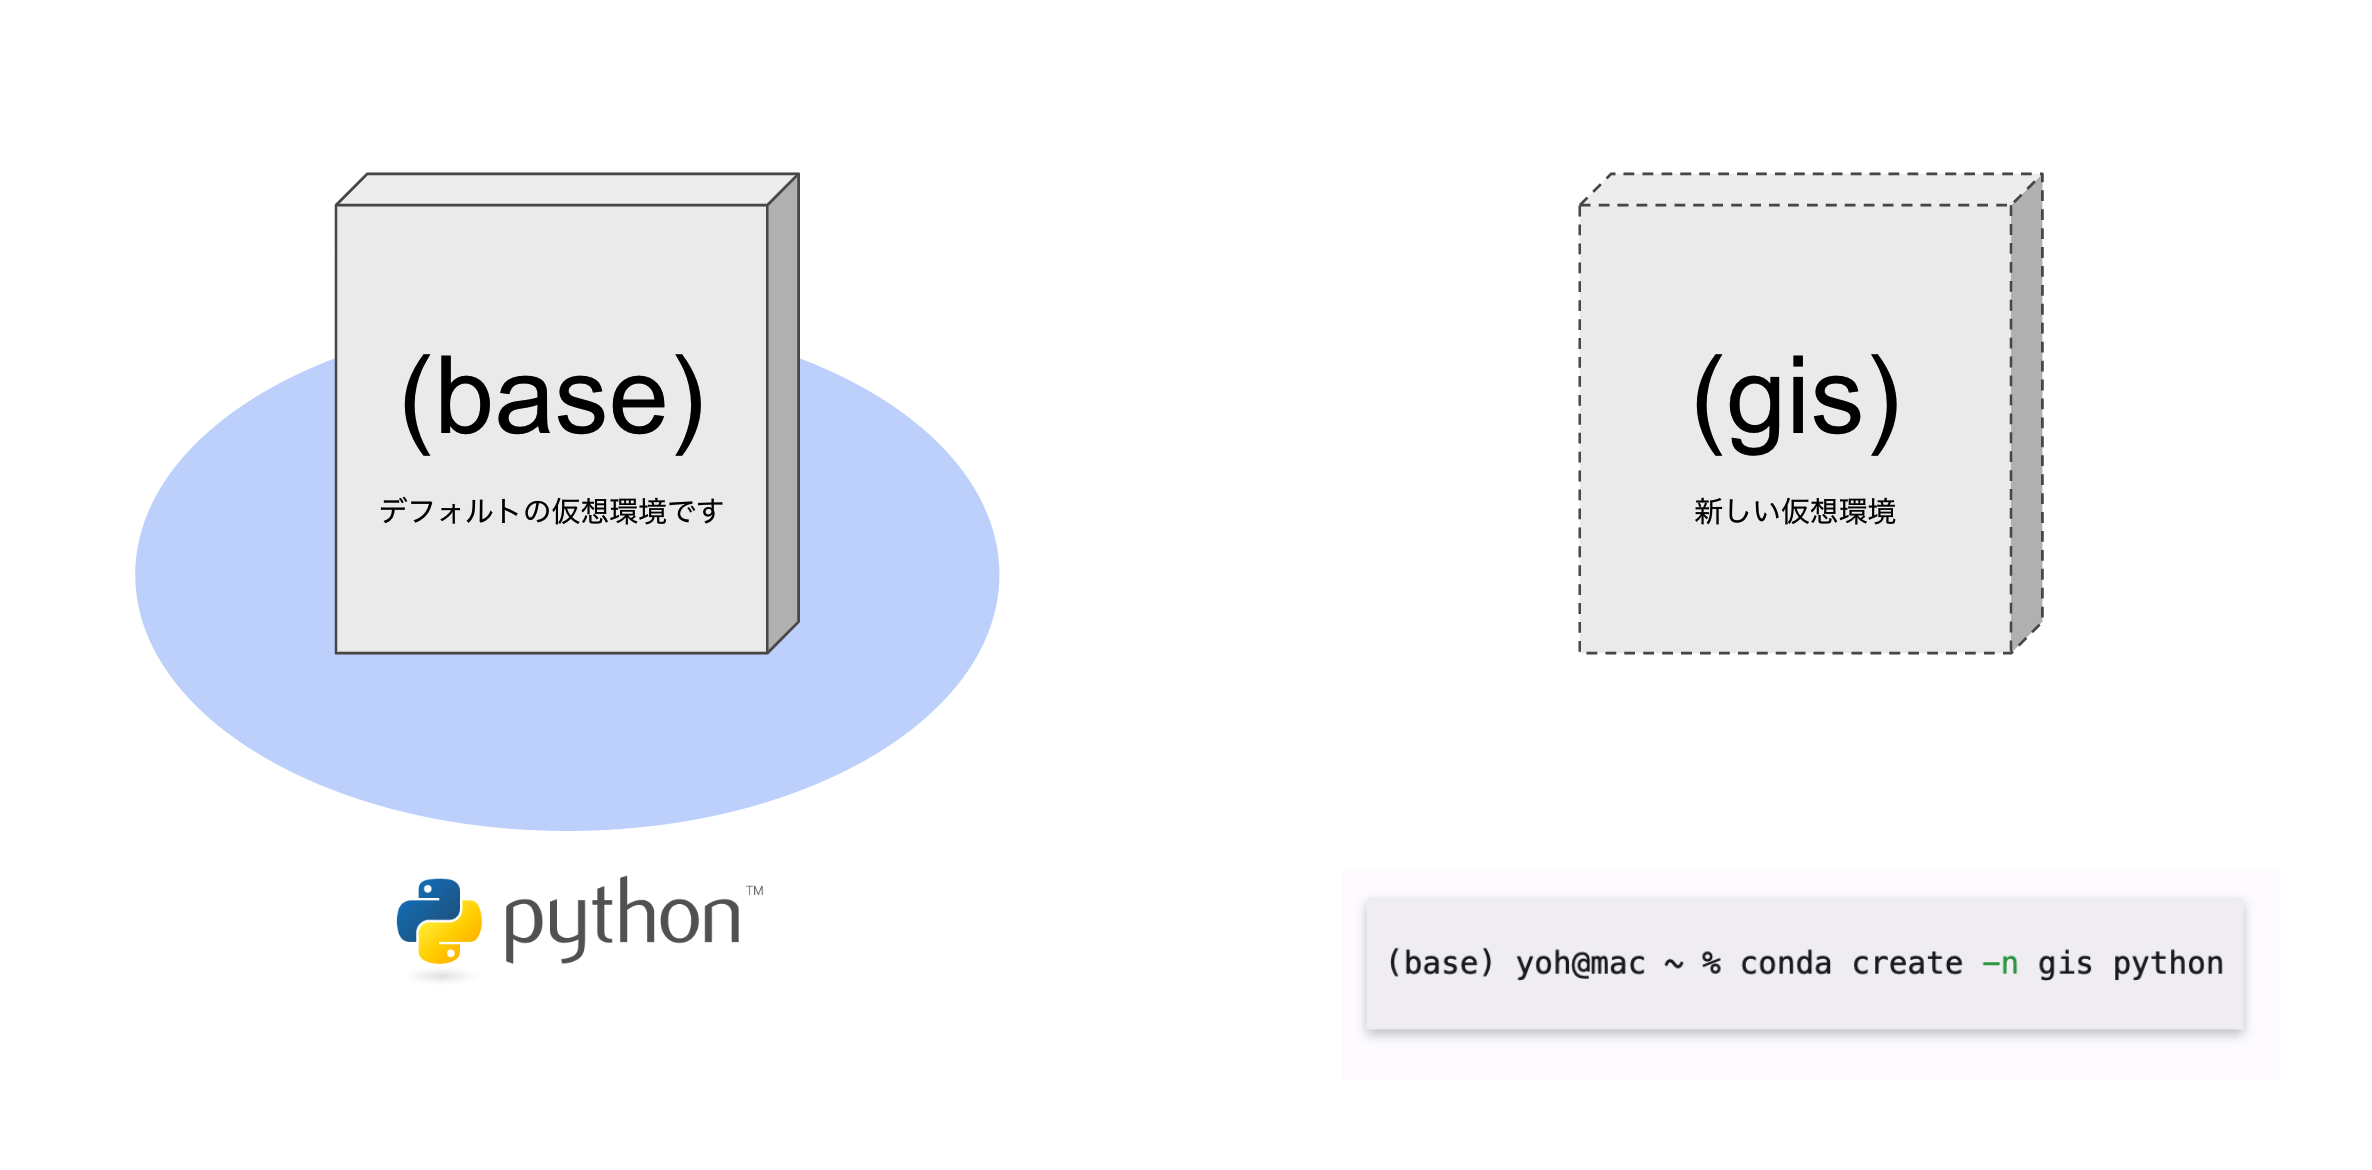 (base)
デフォルトの仮想環境です
python™
(gis)
新しい仮想環境
(base) yoh@mac ~ % conda create -n gis python